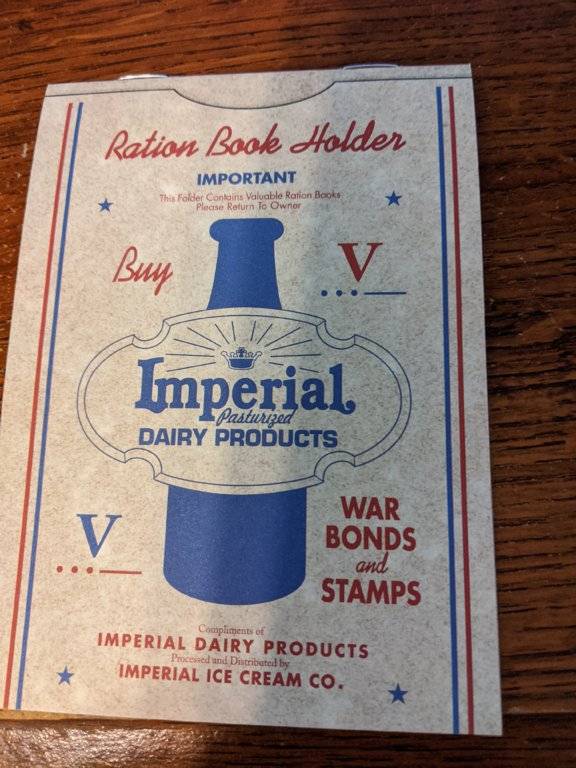 Ration Book Holder
IMPORTANT
This Folder Contains Valuable Ration Books
Please Return To Owner
Buy
V
Imperial
Pasturized
DAIRY PRODUCTS
V
WAR
BONDS
and
STAMPS
Compliments of
IMPERIAL DAIRY PRODUCTS
Processed and Distributed by
IMPERIAL ICE CREAM CO.